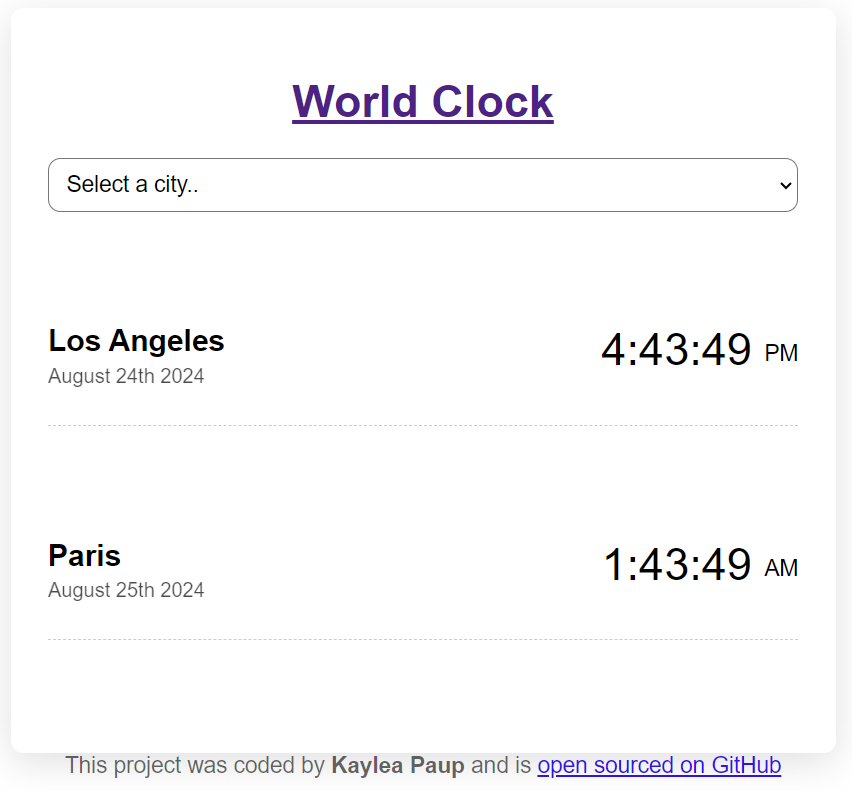 World Clock
Select a city..
Los Angeles
August 24th 2024
4:43:49 PM
Paris
August 25th 2024
1:43:49 AM
This project was coded by Kaylea Paup and is open sourced on GitHub